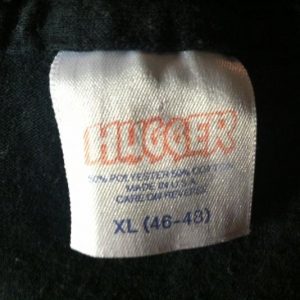 HUGGER
50% POLYESTER 50% COTTON
MADE IN U.S.A.
CARE ON REVERSE
XL (46-48)